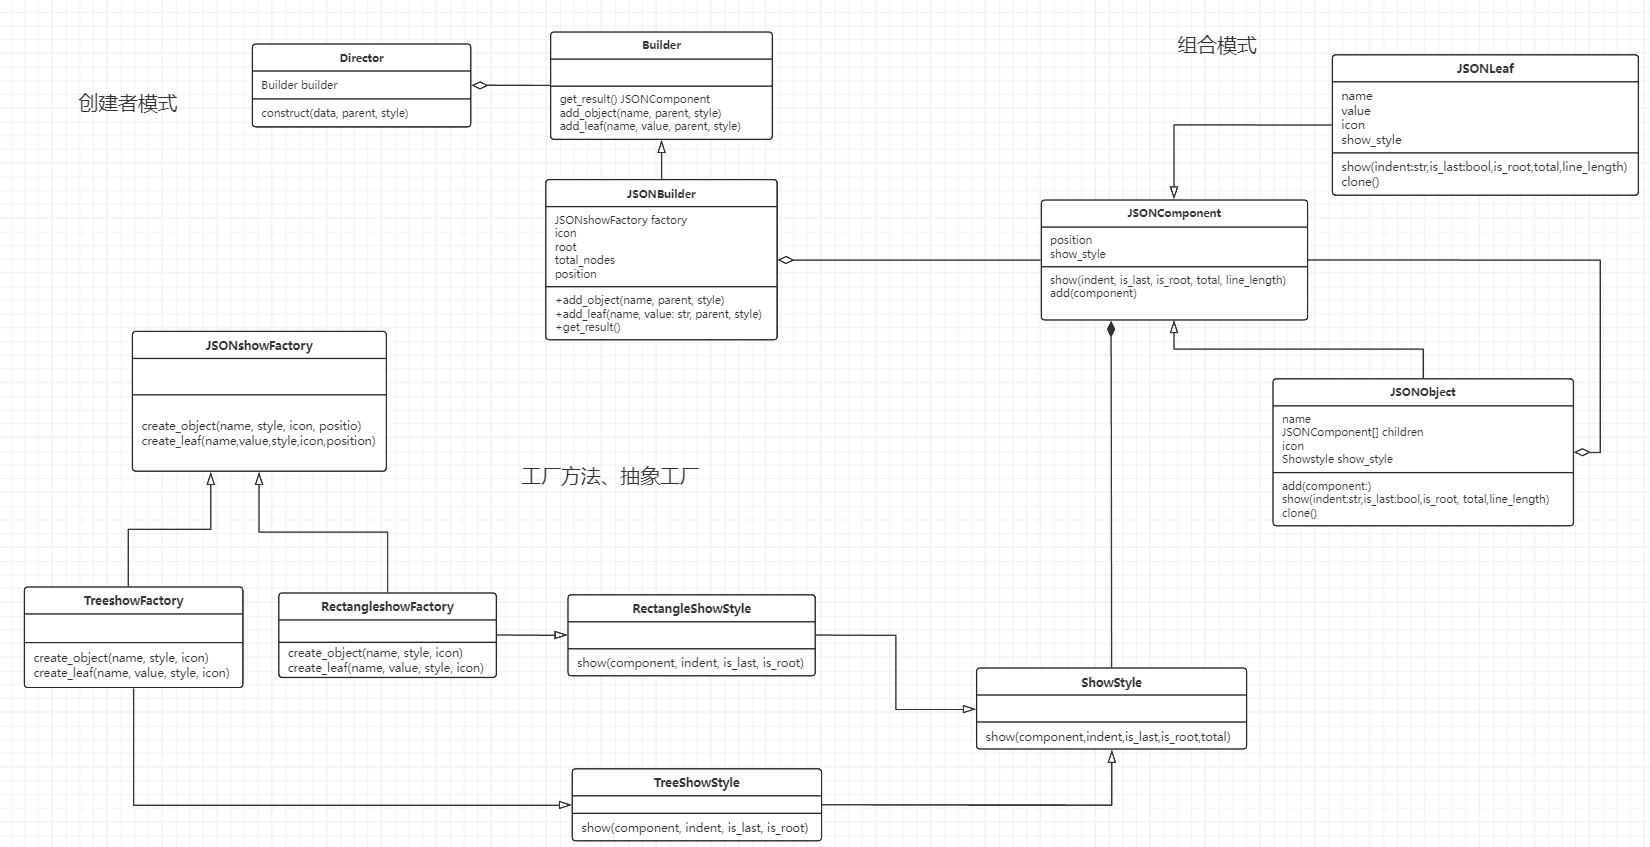 创建者模式
Director
Builder builder
construct(data, parent, style)
Builder
get_result() JSONComponent
add_object(name, parent, style)
add_leaf(name, value, parent, style)
组合模式
JSONLeaf
name
value
icon
show_style
show(indent:str,is_last:bool,is_root,total,line_length)
clone()
JSONBuilder
JSONshowFactory factory
icon
root
total_nodes
position
+add_object(name, parent, style)
+add_leaf(name, value: str, parent, style)
+get_result()
JSONComponent
position
show_style
show(indent, is_last, is_root, total, line_length)
add(component)
JSONshowFactory
create_object(name, style, icon, positio)
create_leaf(name,value,style,icon,position)
JSONObject
name
JSONComponent[] children
icon
Showstyle show_style
add(component:)
show(indent:str,is_last:bool,is_root, total,line_length)
clone()
工厂方法、抽象工厂
TreeshowFactory
create_object(name, style, icon)
create_leaf(name, value, style, icon)
RectangleshowFactory
create_object(name, style, icon)
create_leaf(name, value, style, icon)
RectangleShowStyle
show(component, indent, is_last, is_root)
ShowStyle
show(component,indent,is_last,is_root,total)
TreeShowStyle
show(component, indent, is_last, is_root)